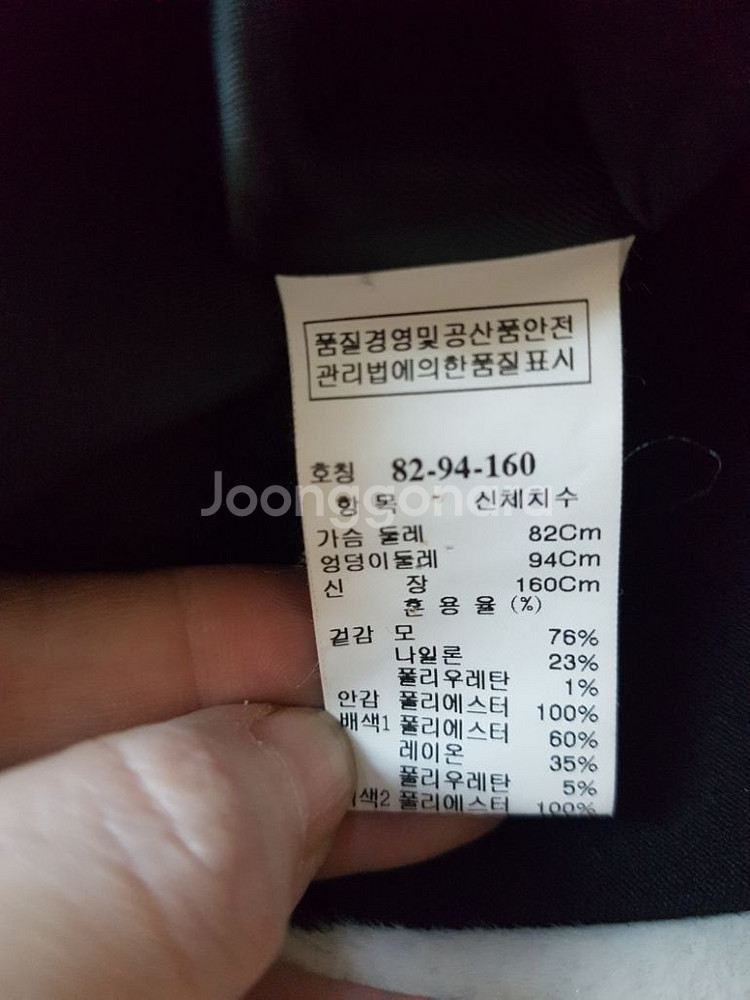 품질경영및공산품안전
관리법에의한품질표시
호칭 82-94-160
Joonggonara
항 목 신체치수
가슴 둘레 82Cm
엉덩이둘레 94Cm
신 장 160Cm
혼 용 율 (%)
겉감 모 76%
나일론 23%
폴리우레탄 1%
안감 폴리에스터 100%
배색1 폴리에스터 60%
레이온 35%
폴리우레탄 5%
색2 폴리에스터 100%